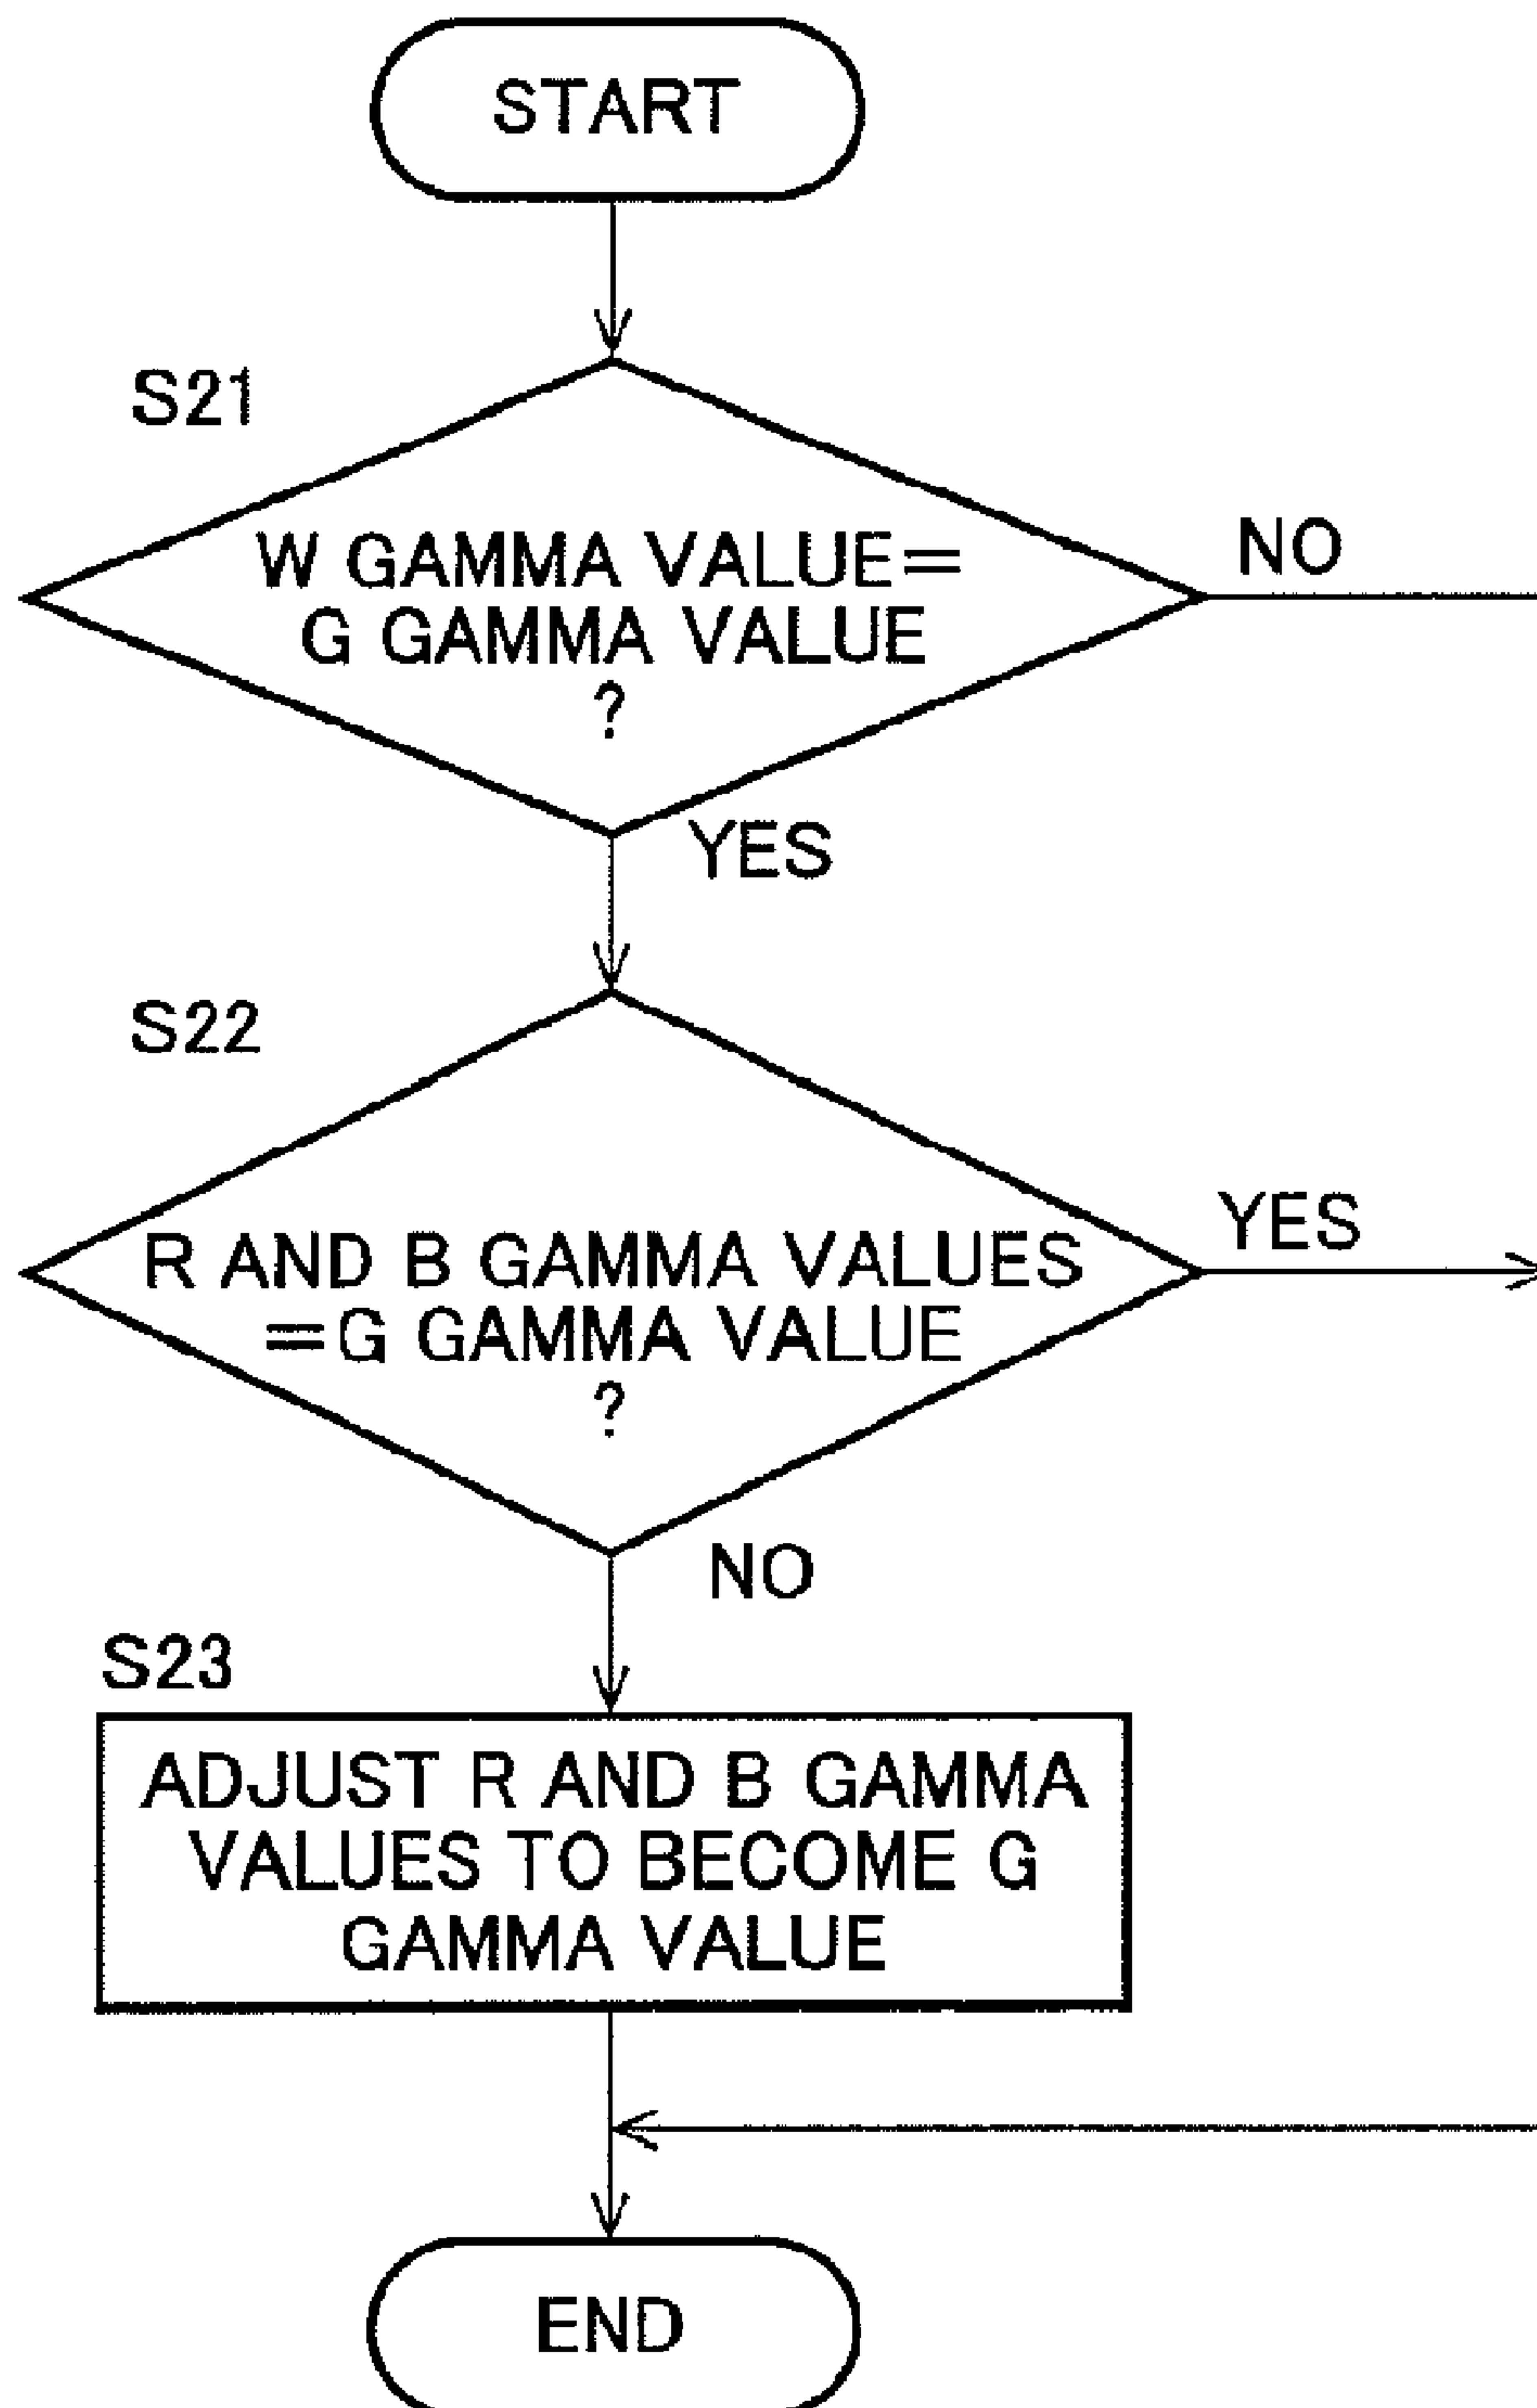 START
S21
W GAMMA VALUE=
G GAMMA VALUE
?
NO
YES
S22
R AND B GAMMA VALUES
=G GAMMA VALUE
?
YES
NO
S23
ADJUST R AND B GAMMA
VALUES TO BECOME G
GAMMA VALUE
END